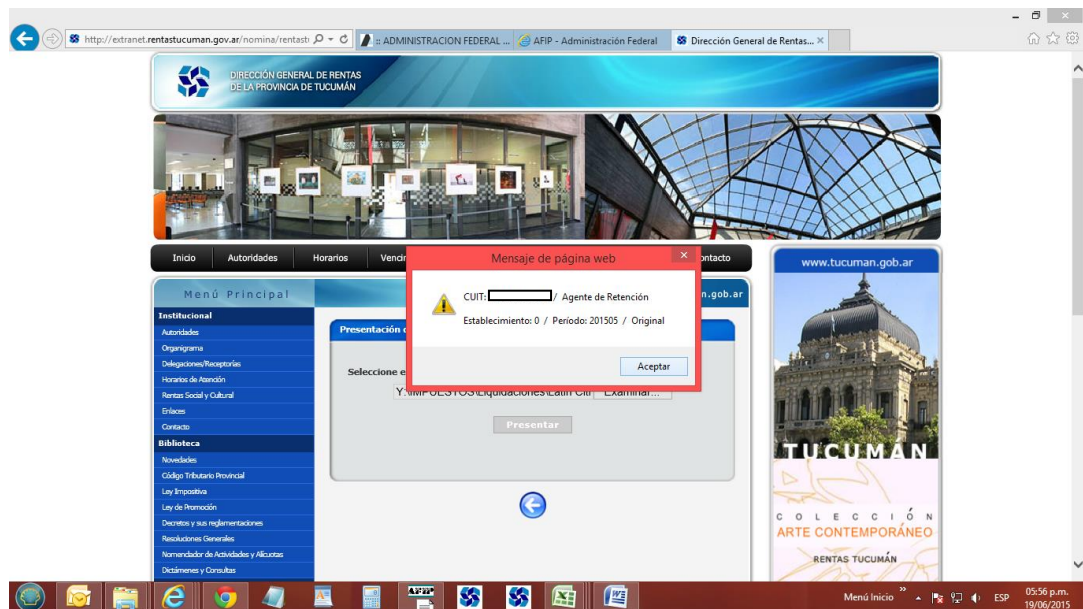 http://extranet.rentastucuman.gov.ar/nomina/rentast
:: ADMINISTRACION FEDERAL ...
AFIP - Administración Federal
Dirección General de Rentas...
DIRECCIÓN GENERAL DE RENTAS
DE LA PROVINCIA DE TUCUMÁN
Inicio
Autoridades
Horarios
www.tucuman.gob.ar
Mensaje de página web
CUIT: / Agente de Retención
Establecimiento: 0 / Período: 201505 / Original
Aceptar
Menú Principal
n.gob.ar
Institucional
Autoridades
Organigrama
Delegaciones/Receptorías
Horarios de Atención
Rentas Social y Cultural
Enlaces
Contacto
Biblioteca
Novedades
Código Tributario Provincial
Ley Impositiva
Ley de Promoción
Decretos y sus reglamentaciones
Resoluciones Generales
Nomendador de Actividades y Alícuotas
Dictámenes y Consultas
Presentación
Seleccione
Examinar...
Presentar
TUCUMÁN
COLECCIÓN
ARTE CONTEMPORÁNEO
RENTAS TUCUMÁN
AFIP
Menú Inicio
ESP
05:56 p.m.
19/06/2015